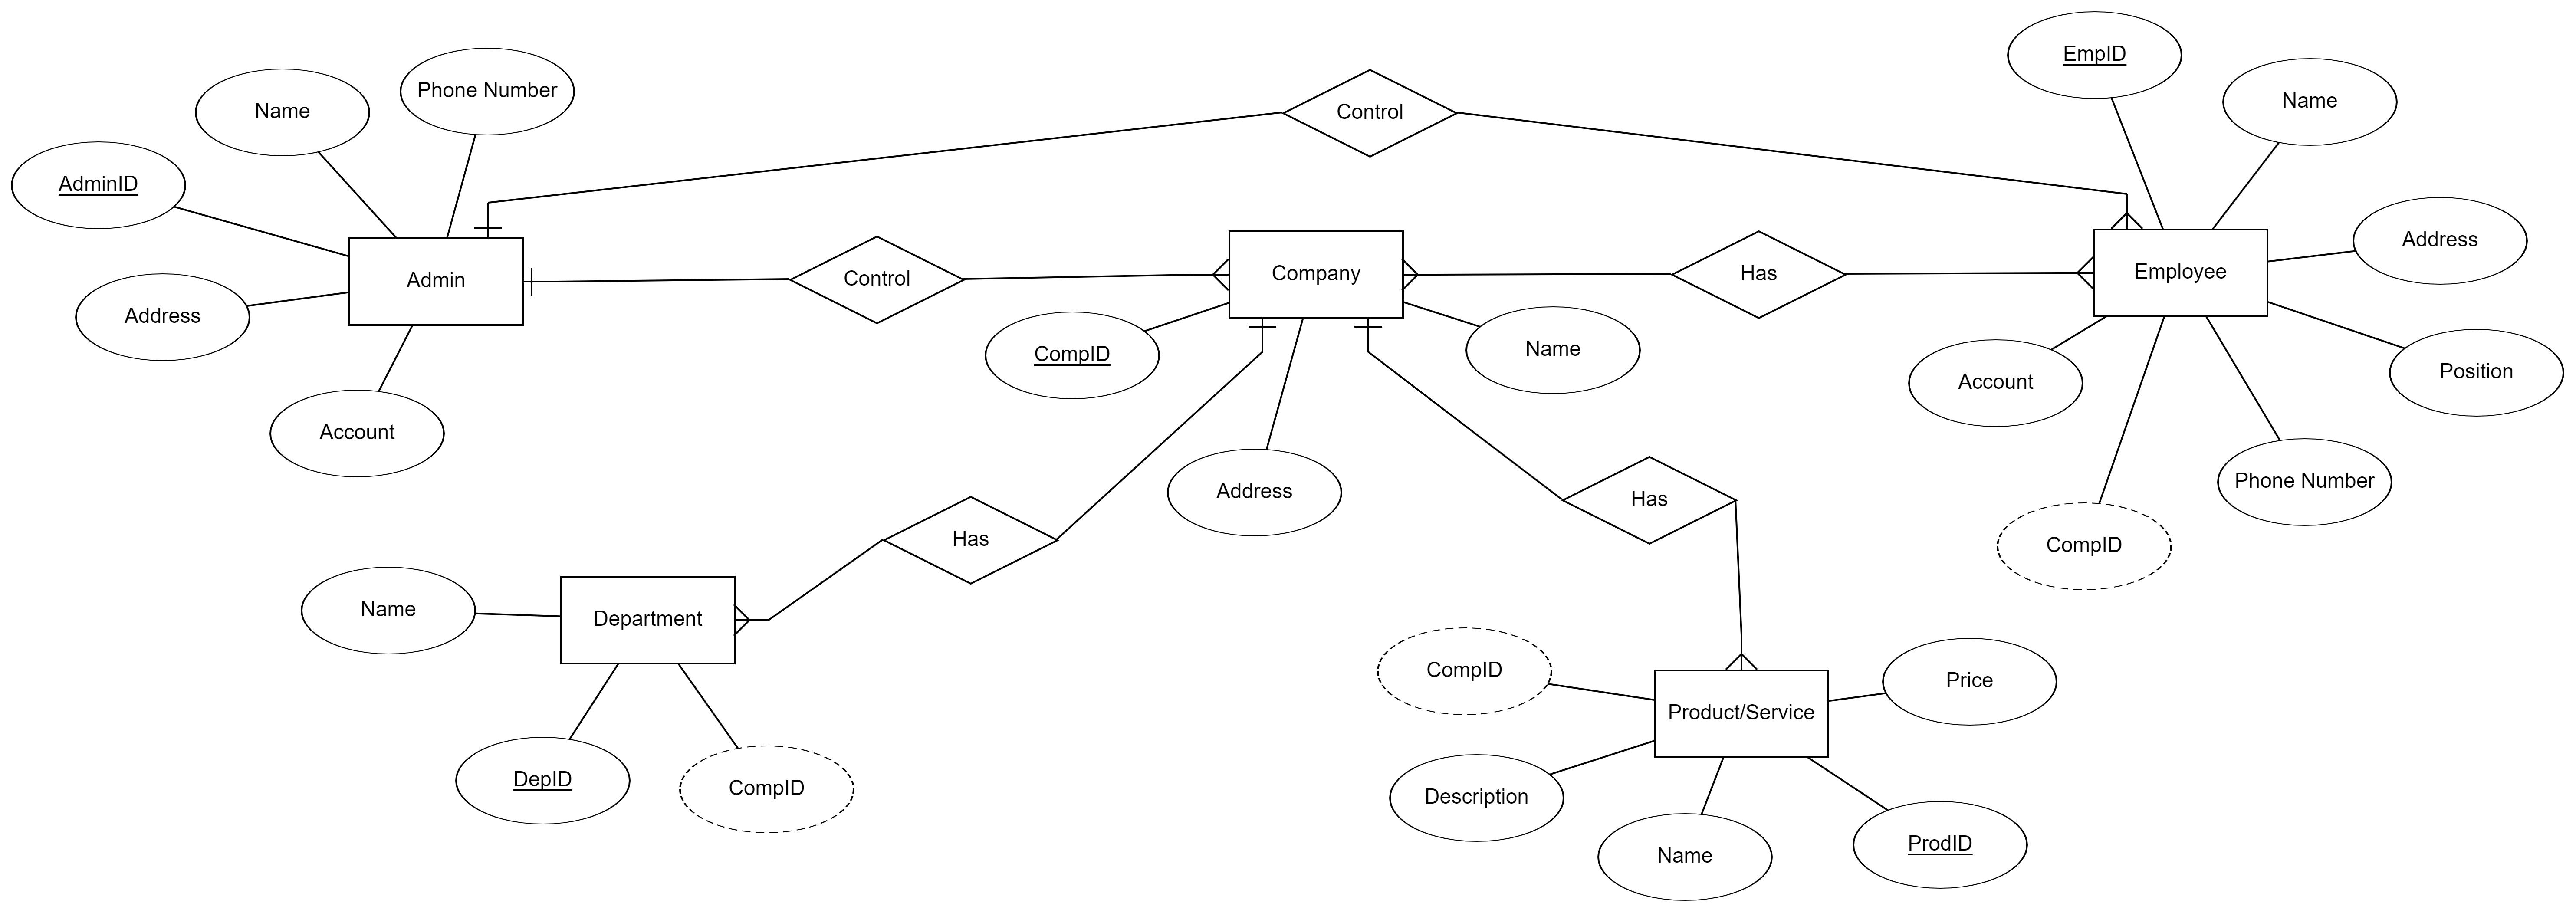 EmpID
Phone Number
Name
Name
Control
AdminID
Address
Admin
Control
Company
Has
Employee
Address
CompID
Name
Account
Position
Account
Address
Has
Phone Number
Has
CompID
Name
Department
CompID
Price
Product/Service
DepID
CompID
Description
Name
ProdID